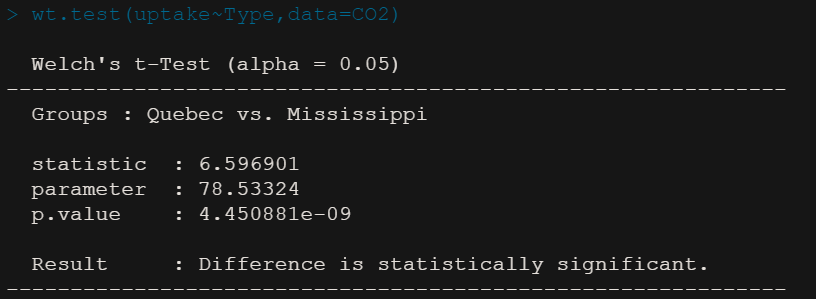 > wt.test(uptake~Type,data=CO2)
Welch's t-Test (alpha = 0.05)
-------------------------------------------------------------
Groups : Quebec vs. Mississippi
statistic : 6.596901
parameter : 78.53324
p.value : 4.450881e-09
Result : Difference is statistically significant.
-------------------------------------------------------------